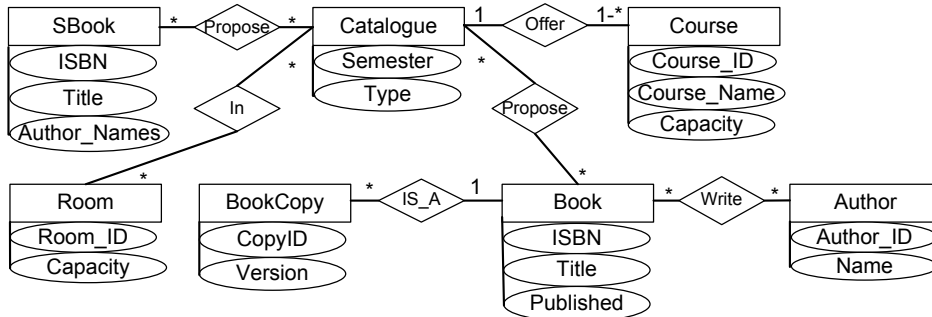 SBook * Propose * Catalogue 1 Offer 1-* Course
ISBN
Title
Author_Names
*
Semester
Type
*
Course_ID
Course_Name
Capacity
In
Propose
*
*
Room
Room_ID
Capacity
BookCopy * IS_A 1 Book * Write * Author
CopyID
Version
ISBN
Title
Published
Author_ID
Name